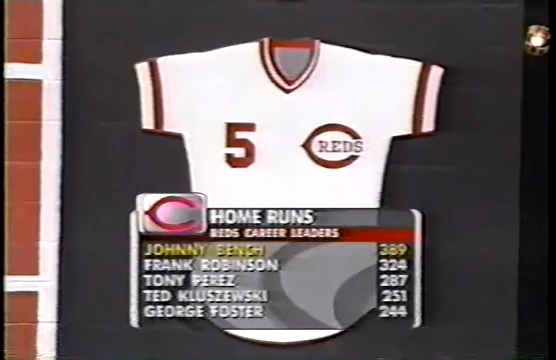 5
REDS
HOME RUNS
REDS CAREER LEADERS
JOHNNY BENCH 389
FRANK ROBINSON 324
TONY PEREZ 287
TED KLUSZEWSKI 251
GEORGE FOSTER 244